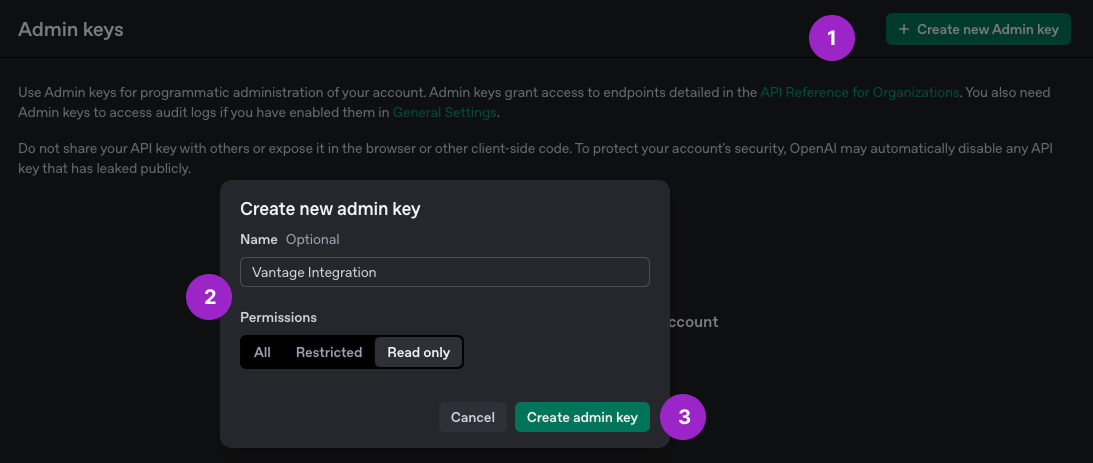 Admin keys
1
+ Create new Admin key
Use Admin keys for programmatic administration of your account. Admin keys grant access to endpoints detailed in the API Reference for Organizations. You also need
Admin keys to access audit logs if you have enabled them in General Settings.
Do not share your API key with others or expose it in the browser or other client-side code. To protect your account's security, OpenAI may automatically disable any API
key that has leaked publicly.
Create new admin key
Name Optional
Vantage Integration
2
Permissions
ccount
All Restricted Read only
Cancel Create admin key
3